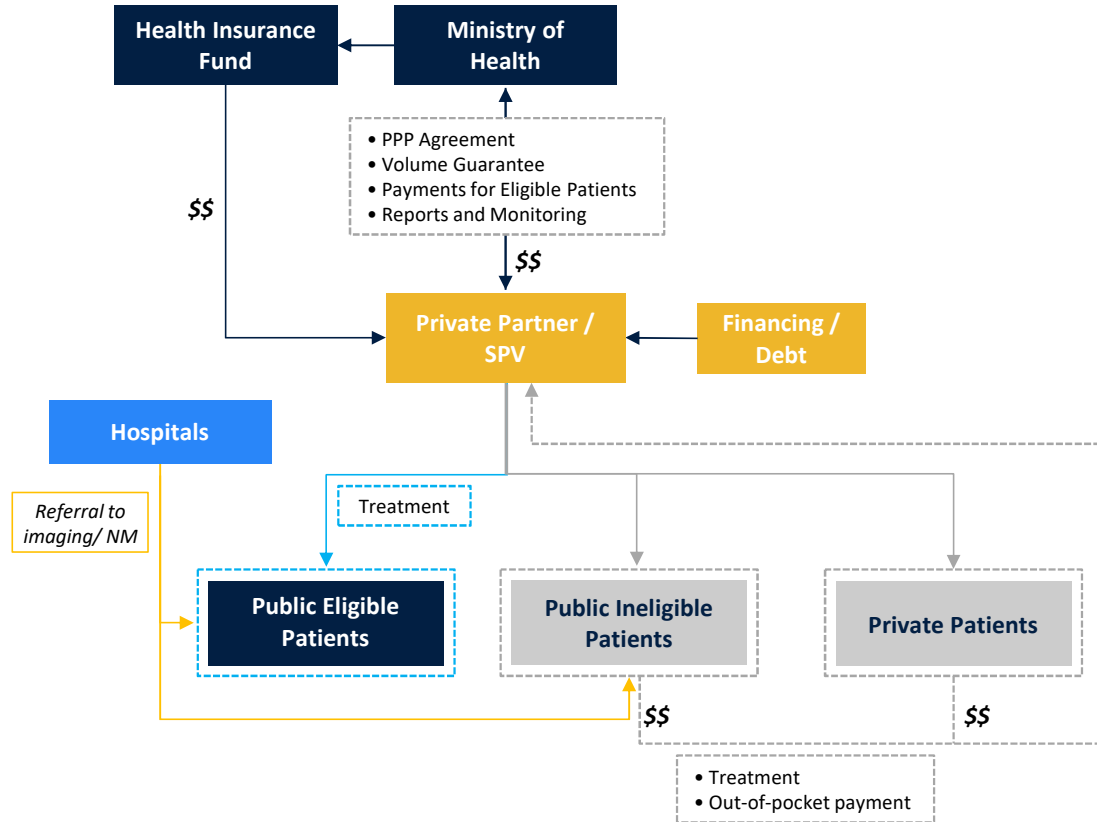 Health Insurance
Fund
Ministry of
Health
• PPP Agreement
• Volume Guarantee
• Payments for Eligible Patients
• Reports and Monitoring
$$
$$
Private Partner /
SPV
Financing /
Debt
Hospitals
Referral to
imaging/ NM
Treatment
Public Eligible
Patients
Public Ineligible
Patients
Private Patients
$$
$$
• Treatment
• Out-of-pocket payment